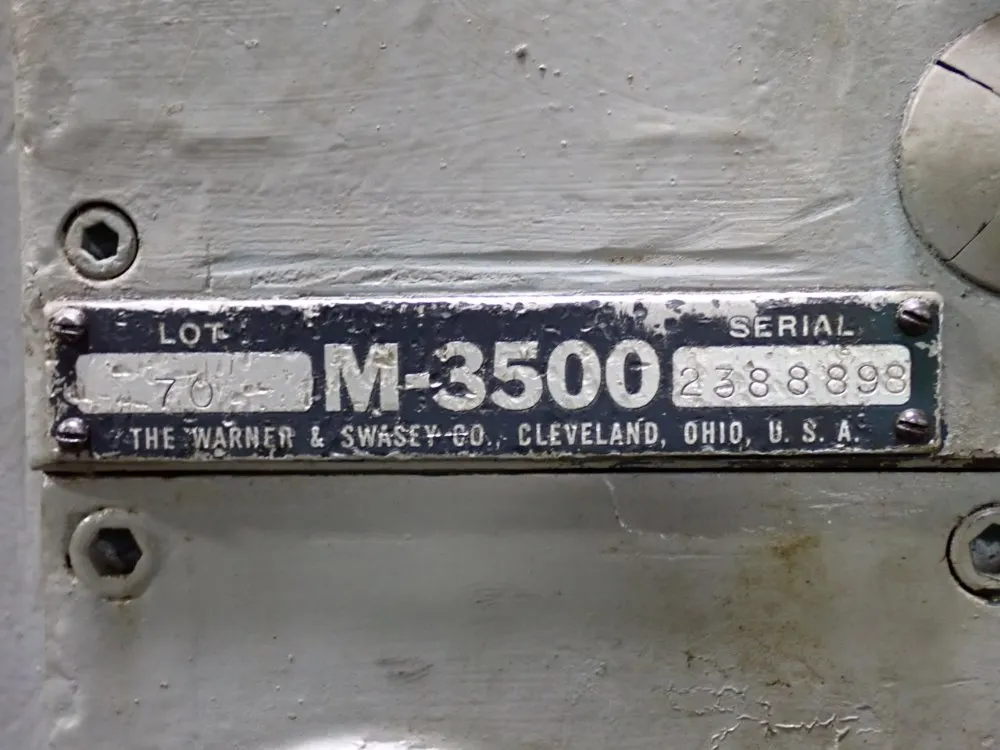 LOT SERIAL
70 M-3500 2388898
THE WARNER & SWASEY CO., CLEVELAND, OHIO, U. S. A.